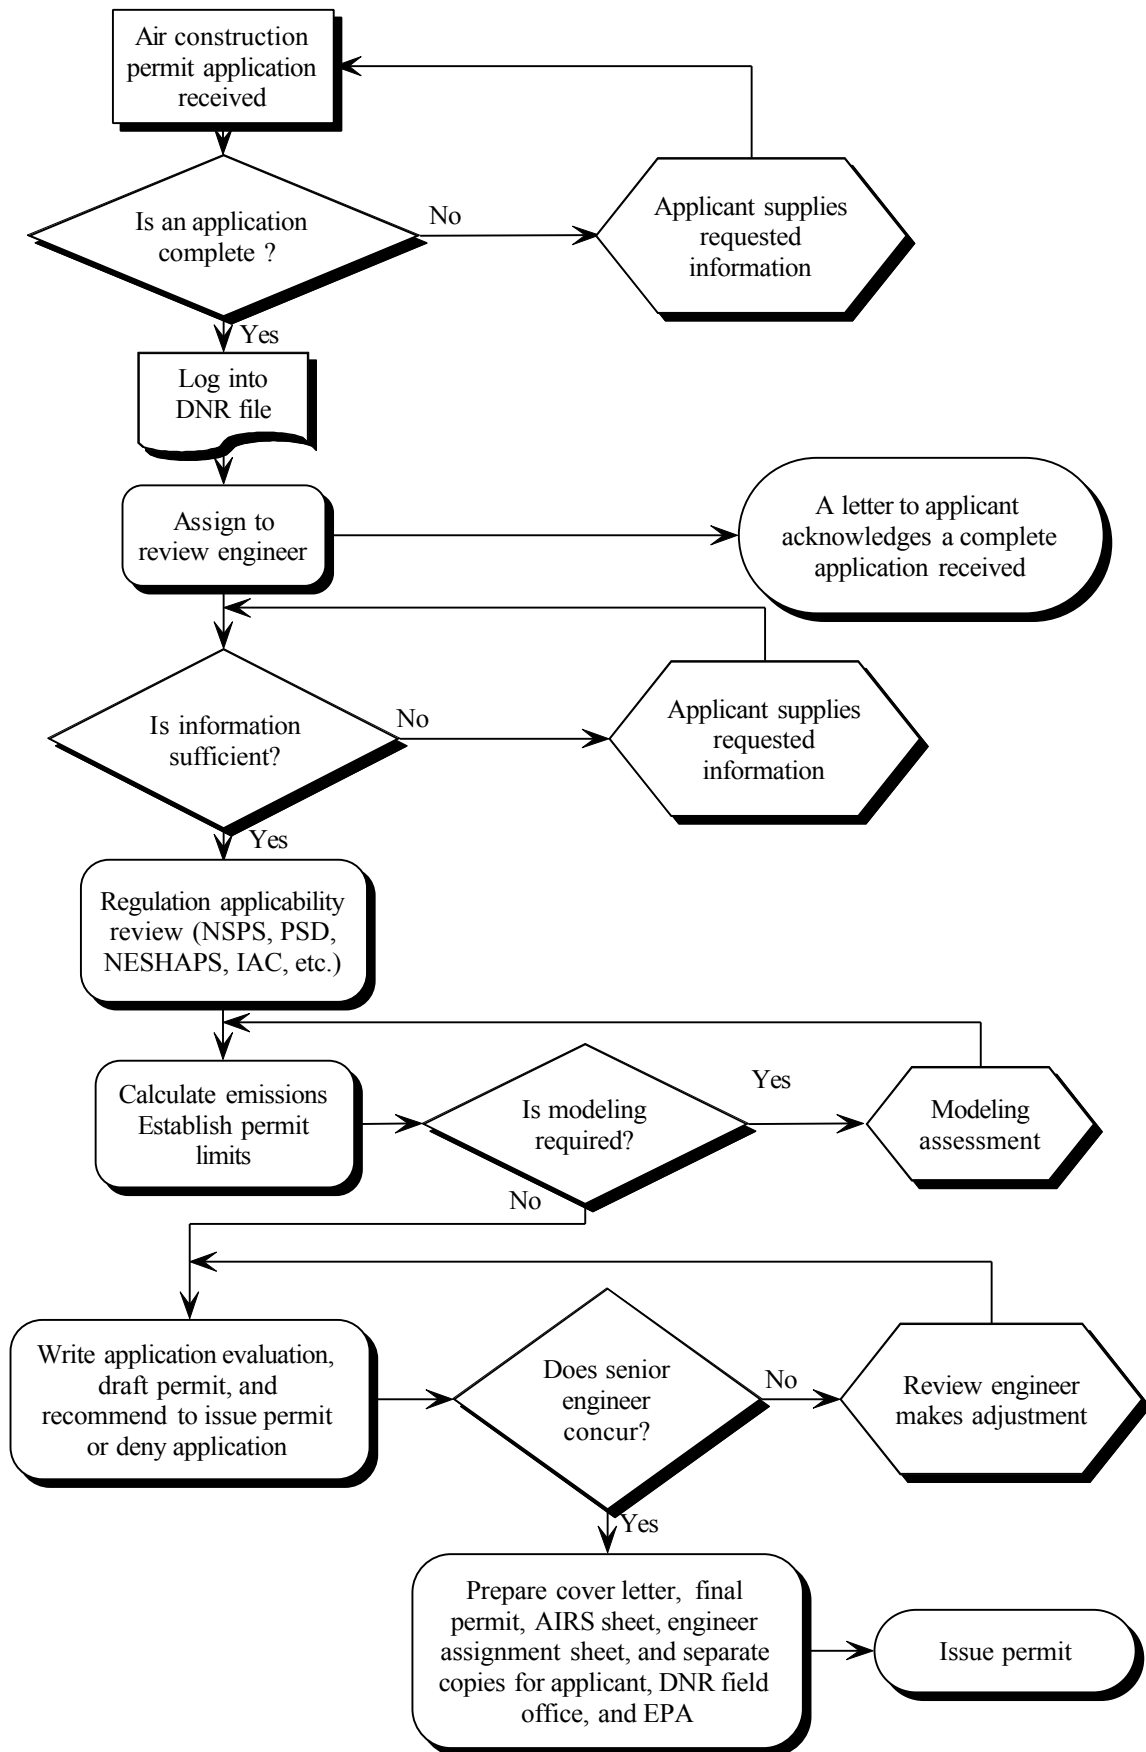 Air construction
permit application
received
Is an application
complete ?
No
Applicant supplies
requested
information
Yes
Log into
DNR file
Assign to
review engineer
A letter to applicant
acknowledges a complete
application received
Is information
sufficient?
No
Applicant supplies
requested
information
Yes
Regulation applicability
review (NSPS, PSD,
NESHAPS, IAC, etc.)
Calculate emissions
Establish permit
limits
Is modeling
required?
Yes
Modeling
assessment
No
Write application evaluation,
draft permit, and
recommend to issue permit
or deny application
Does senior
engineer
concur?
No
Review engineer
makes adjustment
Yes
Prepare cover letter, final
permit, AIRS sheet, engineer
assignment sheet, and separate
copies for applicant, DNR field
office, and EPA
Issue permit